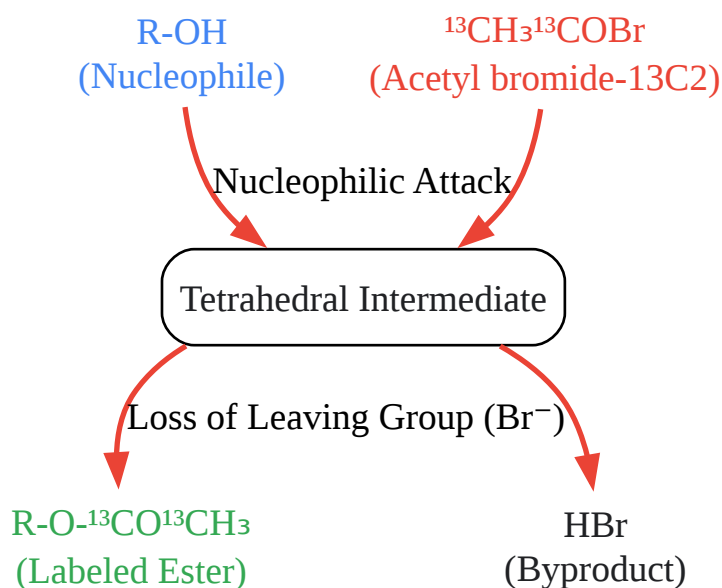 R-OH
(Nucleophile)
¹³CH₃¹³COBr
(Acetyl bromide-13C2)
Nucleophilic Attack
Tetrahedral Intermediate
Loss of Leaving Group (Br⁻)
R-O-¹³CO¹³CH₃
(Labeled Ester)
HBr
(Byproduct)